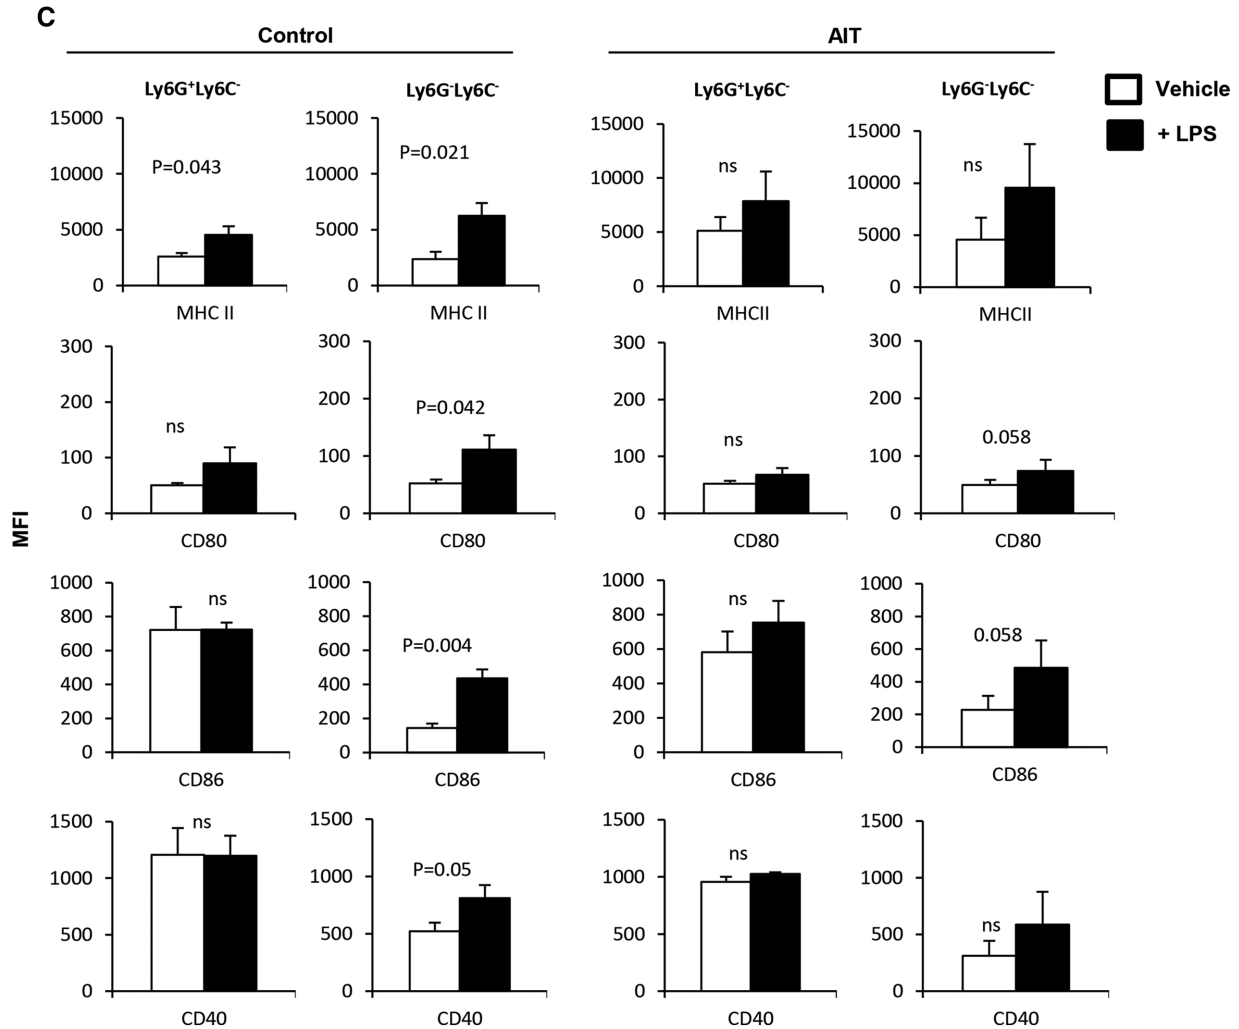 C
Control
AIT
Ly6G⁺Ly6C⁻
Ly6G⁻Ly6C⁻
Ly6G⁺Ly6C⁻
Ly6G⁻Ly6C⁻
Vehicle
+ LPS
MFI
15000
10000
5000
0
P=0.043
MHC II
15000
10000
5000
0
P=0.021
MHC II
15000
10000
5000
0
ns
MHCII
15000
10000
5000
0
ns
MHCII
300
200
100
0
ns
CD80
300
200
100
0
P=0.042
CD80
300
200
100
0
ns
CD80
300
200
100
0
0.058
CD80
1000
800
600
400
200
0
ns
CD86
1000
800
600
400
200
0
P=0.004
CD86
1000
800
600
400
200
0
ns
CD86
1000
800
600
400
200
0
0.058
CD86
1500
1000
500
0
ns
CD40
1500
1000
500
0
P=0.05
CD40
1500
1000
500
0
ns
CD40
1500
1000
500
0
ns
CD40